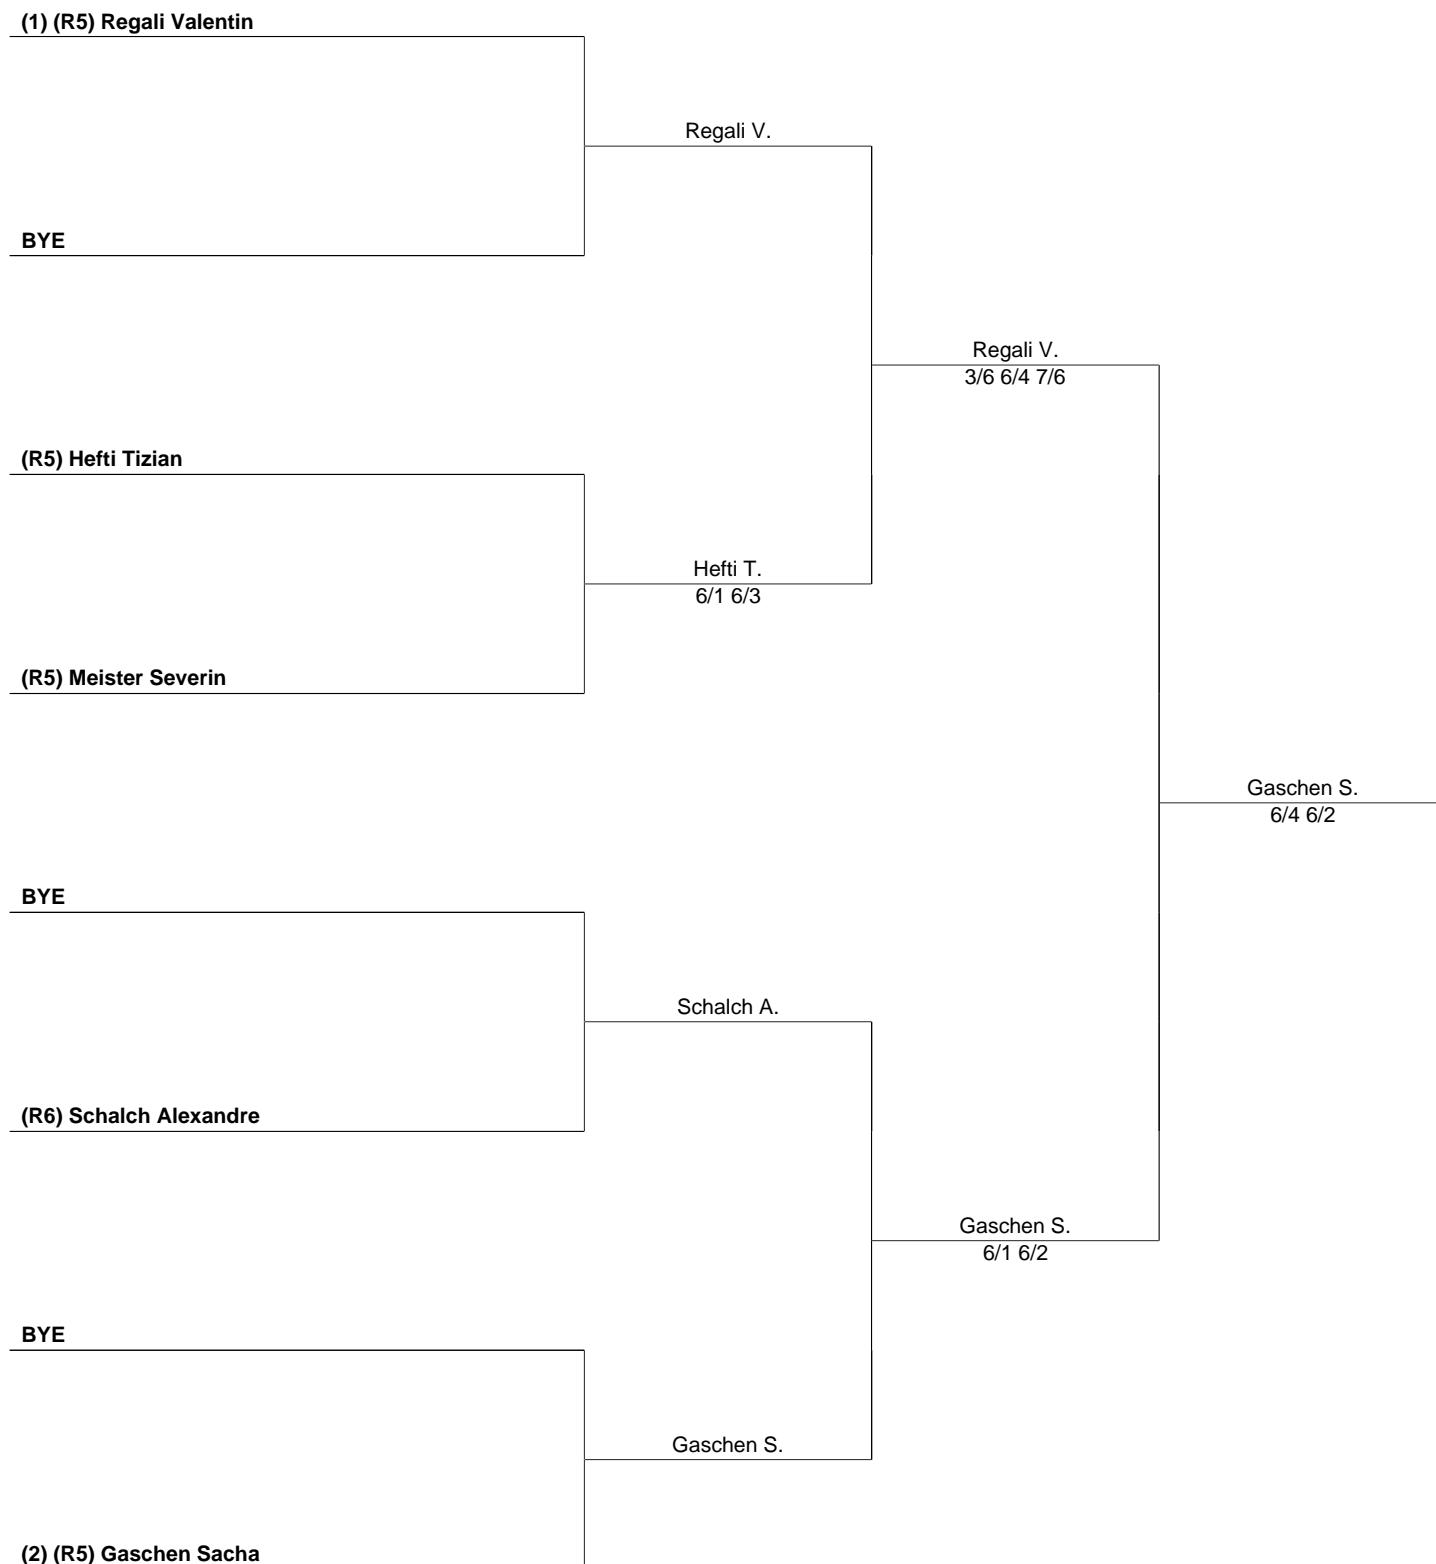 (1) (R5) Regali Valentin
Regali V.
BYE
Regali V.
3/6 6/4 7/6
(R5) Hefti Tizian
Hefti T.
6/1 6/3
(R5) Meister Severin
Gaschen S.
6/4 6/2
BYE
Schalch A.
(R6) Schalch Alexandre
Gaschen S.
6/1 6/2
BYE
Gaschen S.
(2) (R5) Gaschen Sacha